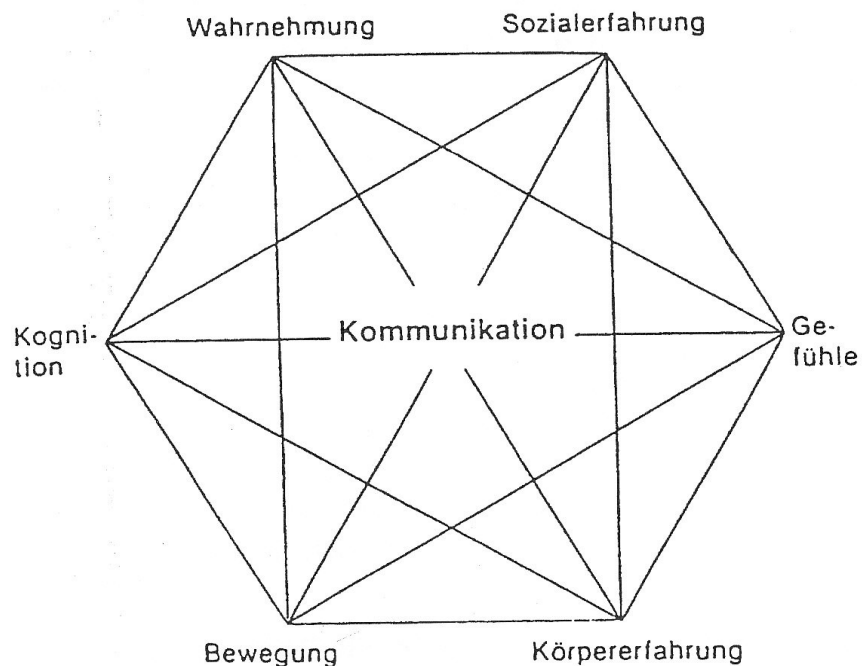 Wahrnehmung
Sozialerfahrung
Kogni-
tion
Kommunikation
Ge-
fühle
Bewegung
Körpererfahrung